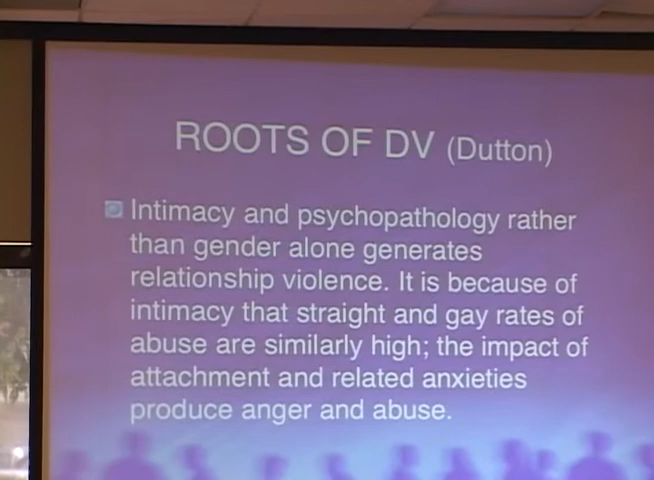 ROOTS OF DV (Dutton)
Intimacy and psychopathology rather
than gender alone generates
relationship violence. It is because of
intimacy that straight and gay rates of
abuse are similarly high; the impact of
attachment and related anxieties
produce anger and abuse.